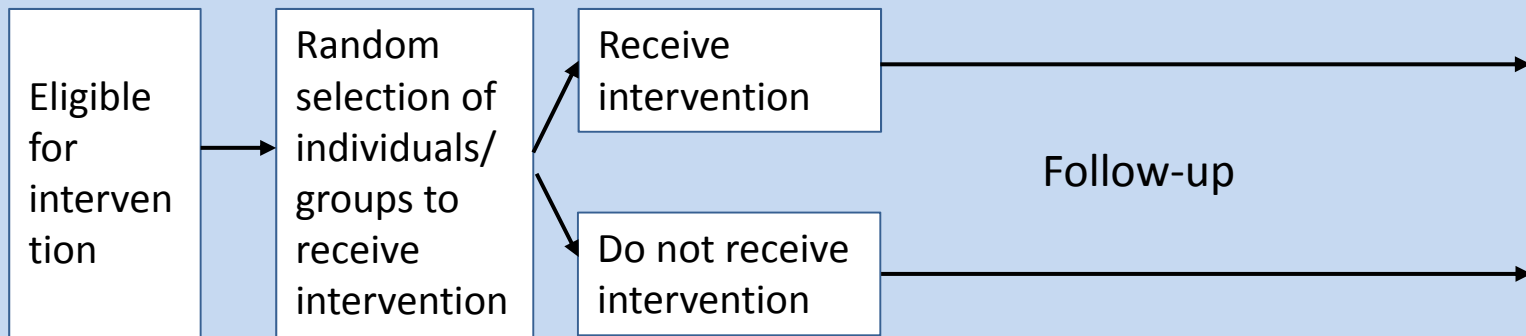 Eligible
for
interven
tion
Random
selection of
individuals/
groups to
receive
intervention
Receive
intervention
Do not receive
intervention
Follow-up